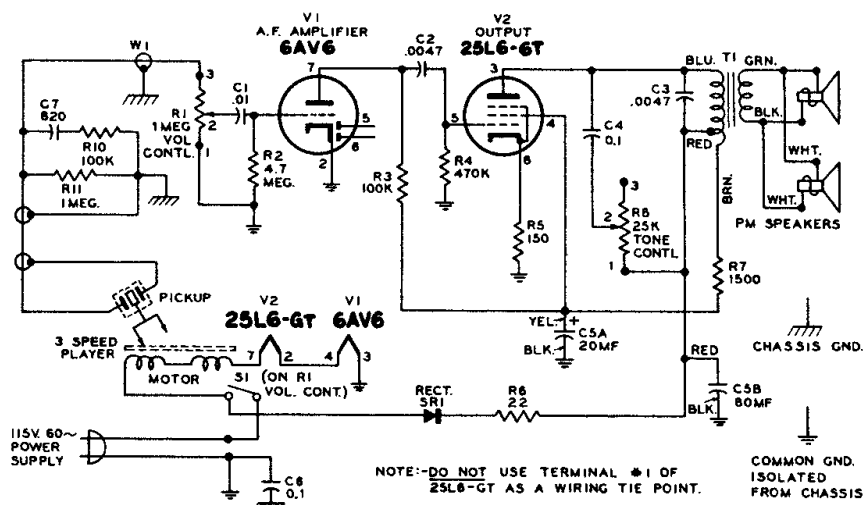 V1
A.F. AMPLIFIER
6AV6
V2
OUTPUT
25L6-GT
W1
3
R1
1 MEG
VOL
CONTL.
2
1
C1
.01
7
5
6
2
C2
.0047
3
5
4
8
BLU.
T1
GRN.
BLK.
C3
.0047
RED
C7
820
R10
100K
R11
1 MEG.
R2
4.7
MEG.
R3
100K
R4
470K
C4
0.1
R5
150
3
2
R8
25K
TONE
CONTL
1
BRN.
WHT.
WHT.
PM SPEAKERS
R7
1500
PICKUP
3 SPEED
PLAYER
MOTOR
V2
25L6-GT
V1
6AV6
7
2
4
3
S1
(ON R1
VOL. CONT.)
YEL.
+
BLK.
C5A
20MF
CHASSIS GND.
RED
C5B
80MF
BLK.
RECT.
SR1
R6
22
115V. 60~
POWER
SUPPLY
C6
0.1
NOTE:-DO NOT USE TERMINAL #1 OF
25L6-GT AS A WIRING TIE POINT.
COMMON GND.
ISOLATED
FROM CHASSIS